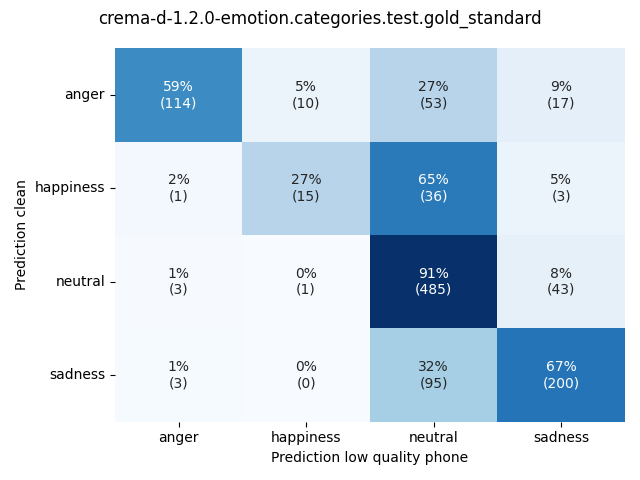 crema-d-1.2.0-emotion.categories.test.gold_standard
Prediction clean
anger
59%
(114)
5%
(10)
27%
(53)
9%
(17)
happiness
2%
(1)
27%
(15)
65%
(36)
5%
(3)
neutral
1%
(3)
0%
(1)
91%
(485)
8%
(43)
sadness
1%
(3)
0%
(0)
32%
(95)
67%
(200)
anger
happiness
neutral
sadness
Prediction low quality phone